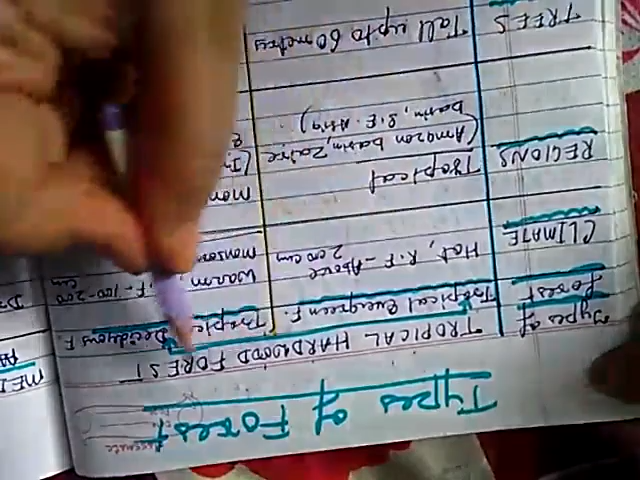 Types of Forest
Types of Forest
TROPICAL HARDWOOD FOREST
Tropical Evergreen F.
Tropical Deciduous F.
CLIMATE
Hot, R.F - Above 200 cm
Warm, R.F - 100-200 cm
Monsoon
REGIONS
Tropical
(Amazon basin, Zaire basin, S.E. Asia)
Mon
TREES
Tall upto 60 metres